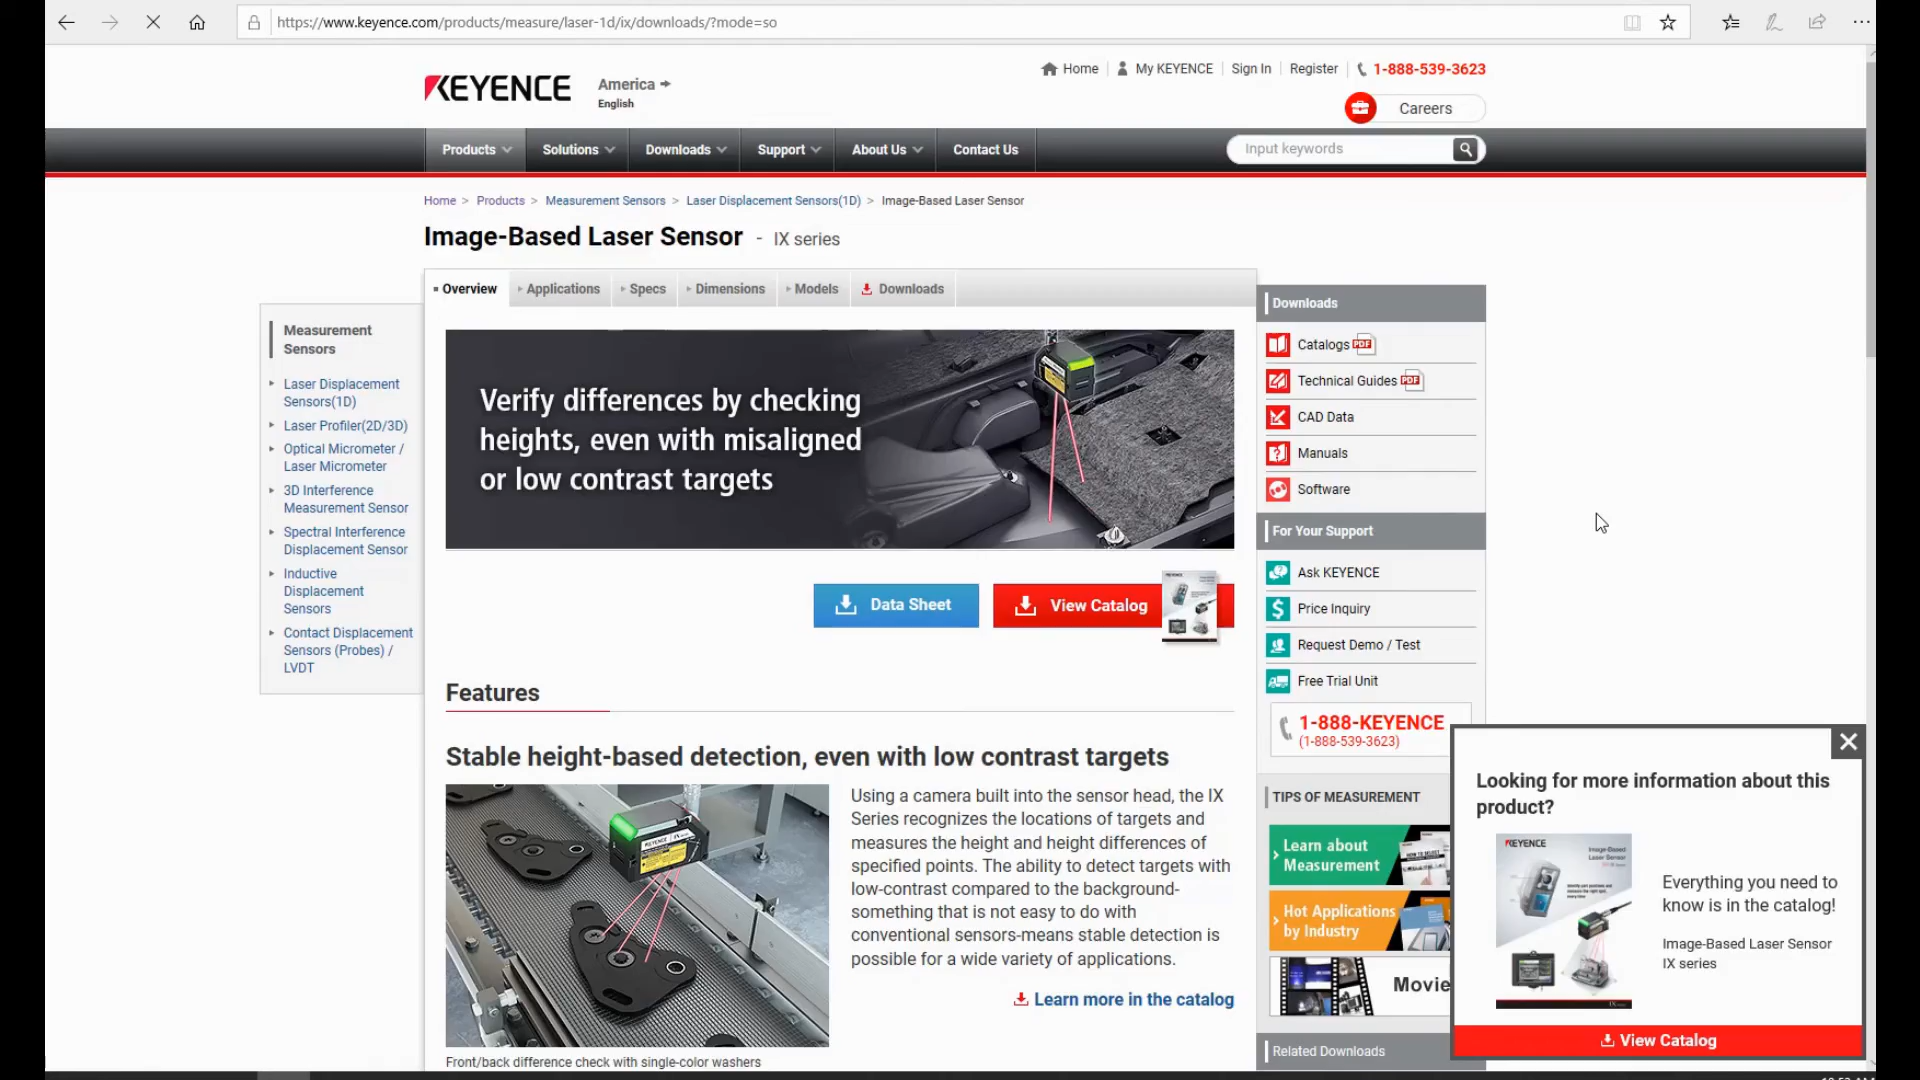 https://www.keyence.com/products/measure/laser-1d/ix/downloads/?mode=so
KEYENCE
America
English
Home
My KEYENCE
Sign In
Register
1-888-539-3623
Careers
Products
Solutions
Downloads
Support
About Us
Contact Us
Input keywords
Home > Products > Measurement Sensors > Laser Displacement Sensors(1D) > Image-Based Laser Sensor
Image-Based Laser Sensor - IX series
Overview
Applications
Specs
Dimensions
Models
Downloads
Measurement
Sensors
Laser Displacement
Sensors(1D)
Laser Profiler(2D/3D)
Optical Micrometer /
Laser Micrometer
3D Interference
Measurement Sensor
Spectral Interference
Displacement Sensor
Inductive
Displacement
Sensors
Contact Displacement
Sensors (Probes) /
LVDT
Verify differences by checking
heights, even with misaligned
or low contrast targets
Data Sheet
View Catalog
Features
Stable height-based detection, even with low contrast targets
Using a camera built into the sensor head, the IX
Series recognizes the locations of targets and
measures the height and height differences of
specified points. The ability to detect targets with
low-contrast compared to the background-
something that is not easy to do with
conventional sensors-means stable detection is
possible for a wide variety of applications.
Learn more in the catalog
Front/back difference check with single-color washers
Downloads
Catalogs PDF
Technical Guides PDF
CAD Data
Manuals
Software
For Your Support
Ask KEYENCE
Price Inquiry
Request Demo / Test
Free Trial Unit
1-888-KEYENCE
(1-888-539-3623)
TIPS OF MEASUREMENT
Learn about
Measurement
Hot Applications
by Industry
Movie
Related Downloads
Looking for more information about this
product?
KEYENCE
Image-Based
Laser Sensor
Everything you need to
know is in the catalog!
Image-Based Laser Sensor
IX series
View Catalog